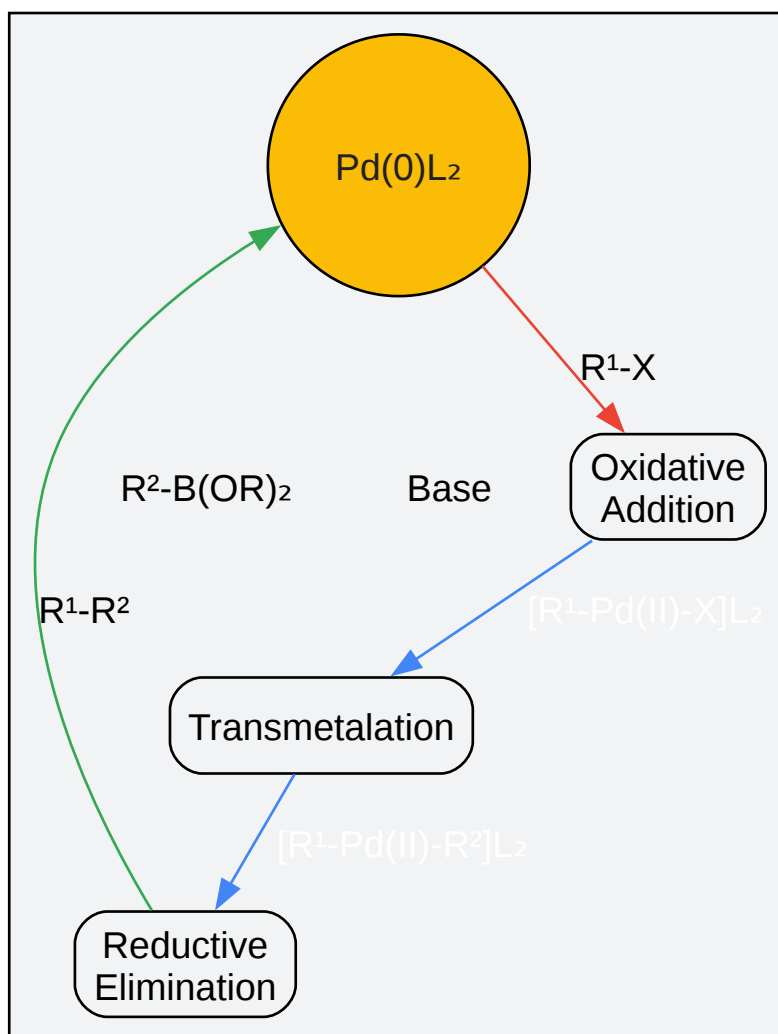 Pd(0)L₂
R¹-X
Oxidative
Addition
R²-B(OR)₂
Base
R¹-R²
[R¹-Pd(II)-X]L₂
Transmetalation
[R¹-Pd(II)-R²]L₂
Reductive
Elimination